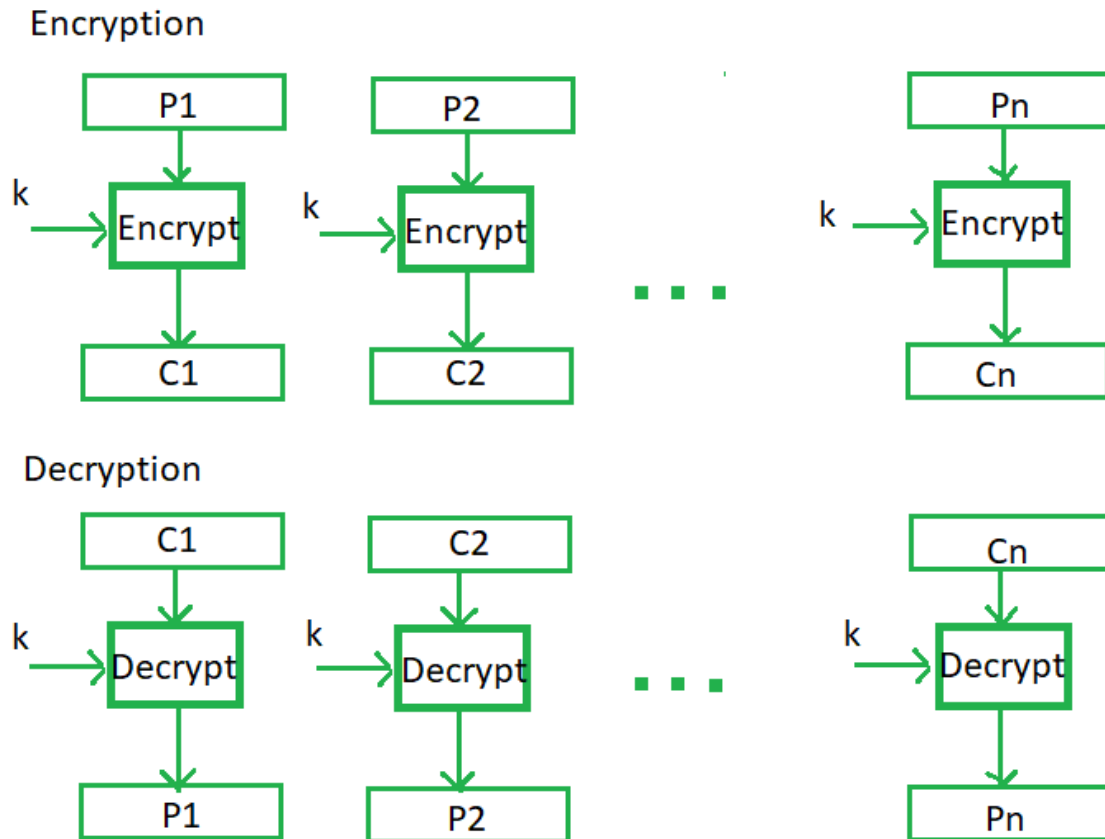 Encryption
P1 P2 Pn
k Encrypt k Encrypt k Encrypt
C1 C2 Cn
Decryption
C1 C2 Cn
k Decrypt k Decrypt k Decrypt
P1 P2 Pn